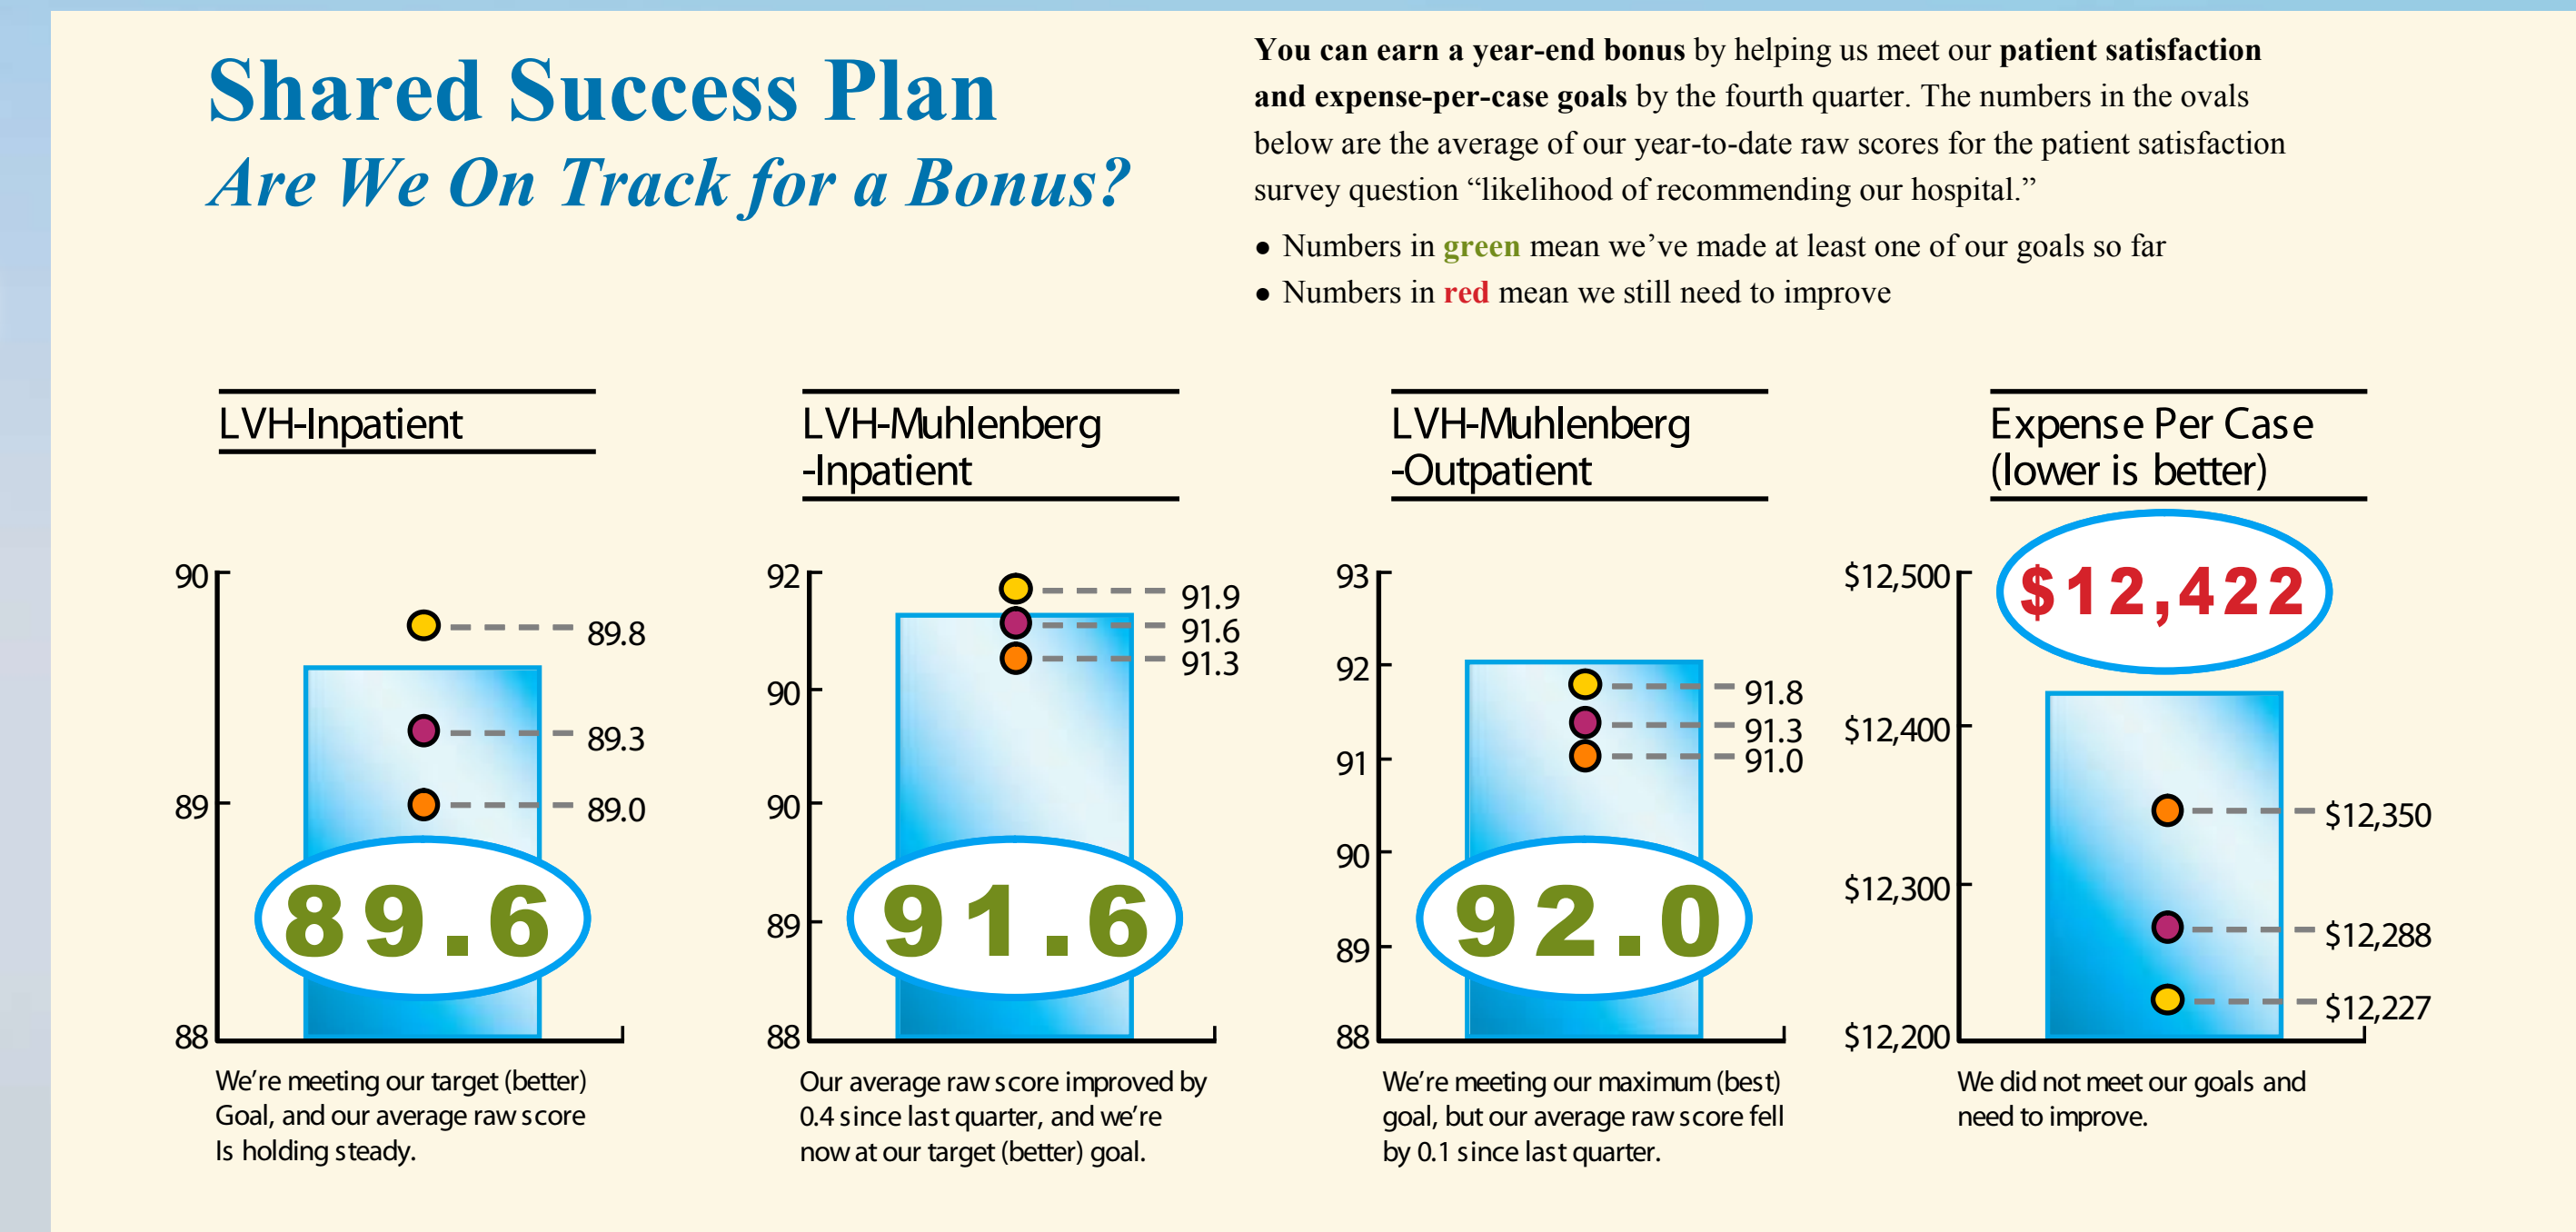 Shared Success Plan
Are We On Track for a Bonus?
You can earn a year-end bonus by helping us meet our patient satisfaction
and expense-per-case goals by the fourth quarter. The numbers in the ovals
below are the average of our year-to-date raw scores for the patient satisfaction
survey question “likelihood of recommending our hospital.”
• Numbers in green mean we’ve made at least one of our goals so far
• Numbers in red mean we still need to improve
LVH-Inpatient
90
89
88
89.8
89.3
89.0
89.6
We’re meeting our target (better)
Goal, and our average raw score
Is holding steady.
LVH-Muhlenberg
-Inpatient
92
90
90
89
88
91.9
91.6
91.3
91.6
Our average raw score improved by
0.4 since last quarter, and we’re
now at our target (better) goal.
LVH-Muhlenberg
-Outpatient
93
92
91
90
89
88
91.8
91.3
91.0
92.0
We’re meeting our maximum (best)
goal, but our average raw score fell
by 0.1 since last quarter.
Expense Per Case
(lower is better)
$12,422
$12,500
$12,400
$12,300
$12,200
$12,350
$12,288
$12,227
We did not meet our goals and
need to improve.